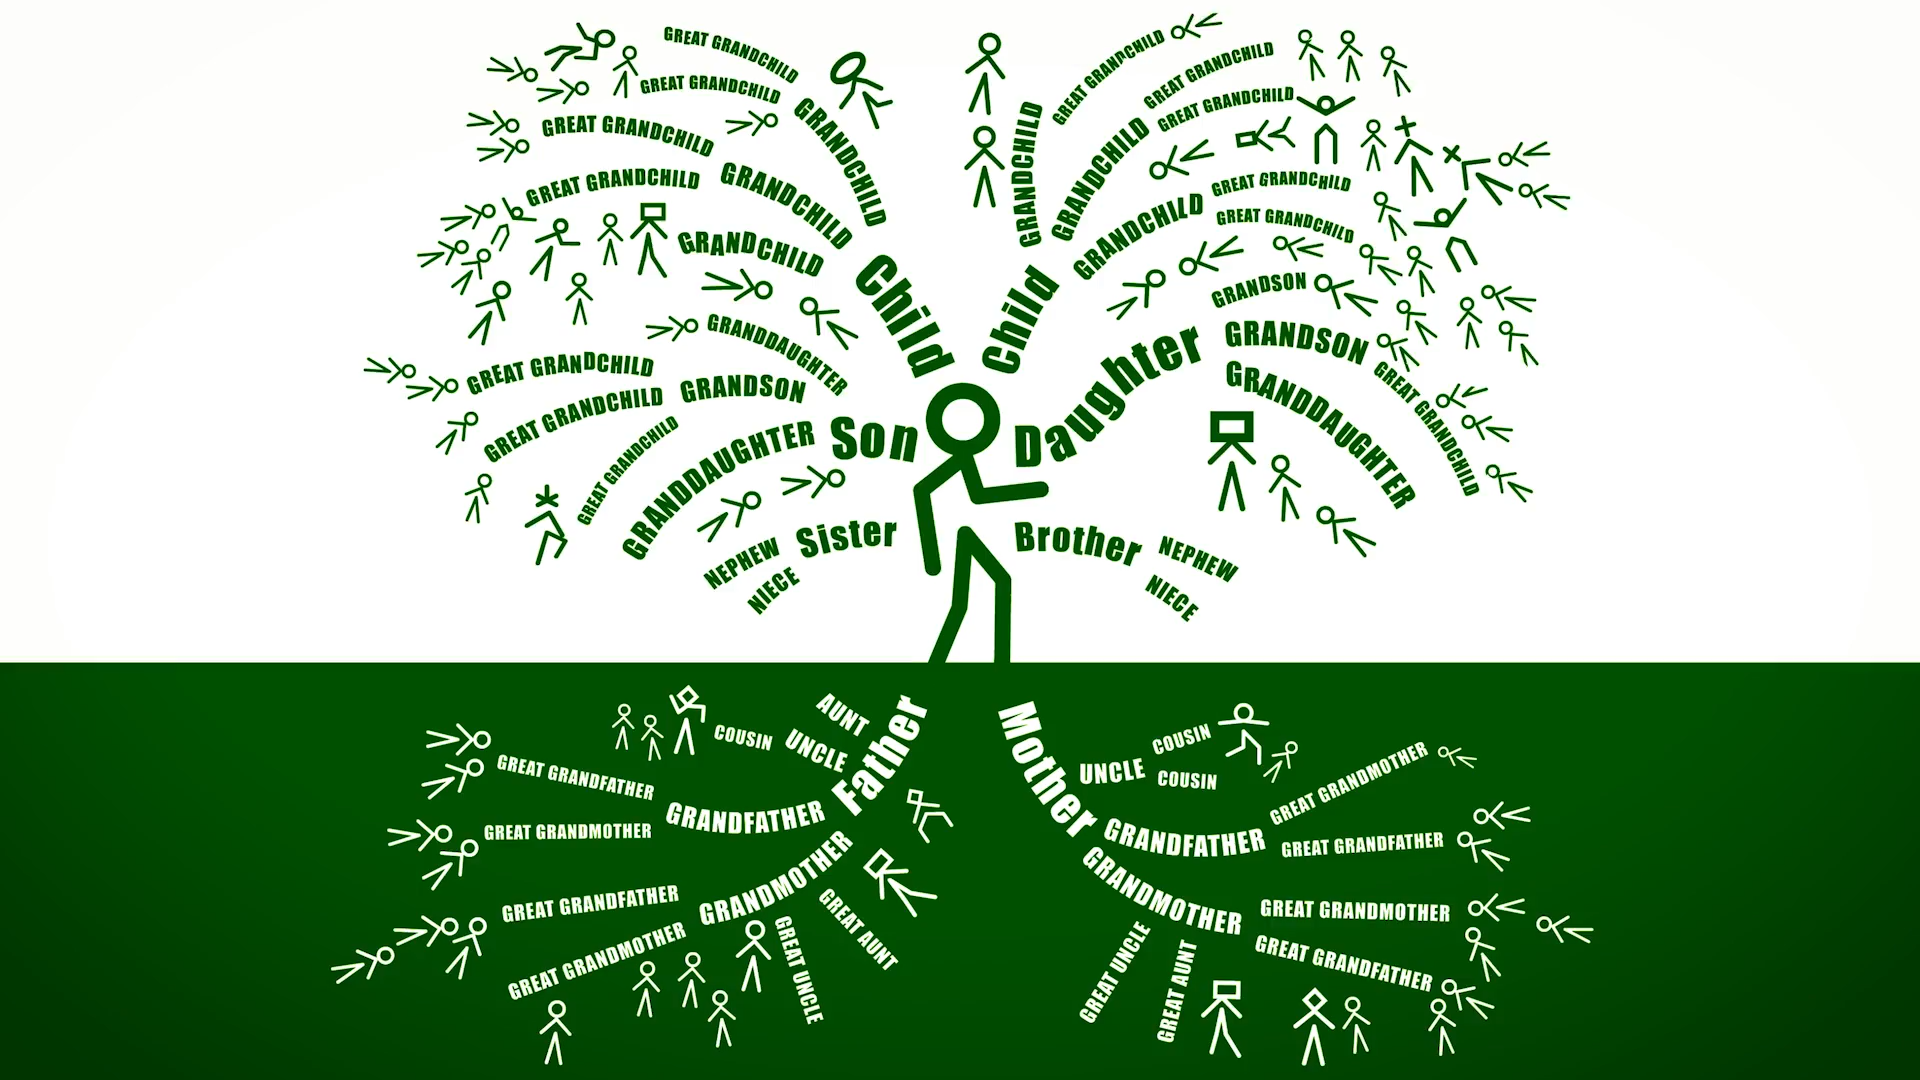 GREAT GRANDCHILD
GREAT GRANDCHILD
GREAT GRANDCHILD
GREAT GRANDCHILD
GRANDCHILD
GRANDCHILD
GRANDCHILD
Child
GREAT GRANDCHILD
GREAT GRANDCHILD
GREAT GRANDCHILD
GRANDCHILD
GRANDCHILD
GRANDCHILD
GREAT GRANDCHILD
GREAT GRANDCHILD
Child
GRANDDAUGHTER
GREAT GRANDCHILD
GREAT GRANDCHILD
GRANDSON
GREAT GRANDCHILD
GRANDDAUGHTER
Son
GRANDSON
GRANDSON
Daughter
GRANDDAUGHTER
GREAT GRANDCHILD
NEPHEW
NIECE
Sister
Brother
NEPHEW
NIECE
AUNT
UNCLE
COUSIN
Father
GREAT GRANDFATHER
GREAT GRANDMOTHER
GRANDFATHER
GREAT GRANDFATHER
GREAT GRANDMOTHER
GRANDMOTHER
GREAT UNCLE
GREAT AUNT
Mother
UNCLE
COUSIN
COUSIN
GRANDFATHER
GREAT GRANDMOTHER
GREAT GRANDFATHER
GRANDMOTHER
GREAT GRANDMOTHER
GREAT GRANDFATHER
GREAT UNCLE
GREAT AUNT